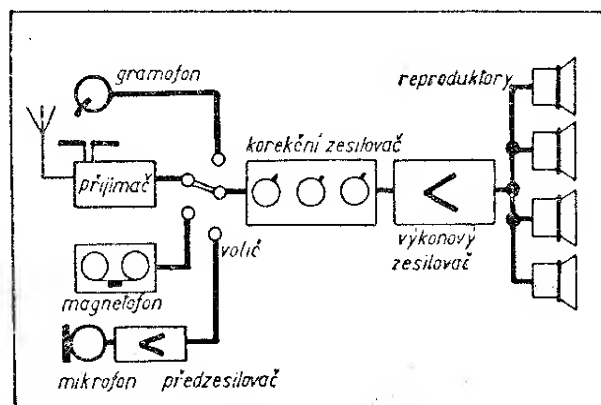 gramofon
reproduktory
korekční zesilovač
přijímač
volič
výkonový
zesilovač
magnetofon
mikrofon předzesilovač